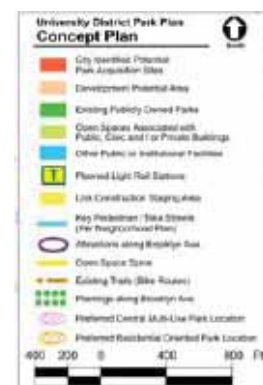 University District Park Plan
Concept Plan
North
City Identified Potential
Park Acquisition Sites
Development Potential Area
Existing Publicly Owned Parks
Open Spaces Associated with
Public, Civic and / or Private Buildings
Other Public or Institutional Facilities
T Planned Light Rail Stations
Link Construction Staging Area
Key Pedestrian / Bike Streets
(Per Neighborhood Plan)
Attractions along Brooklyn Ave
Open Space Spine
Existing Trails (Bike Routes)
Plantings along Brooklyn Ave
Preferred Central Multi-Use Park Location
Preferred Residential Oriented Park Location
400 200 0 400 800 Ft